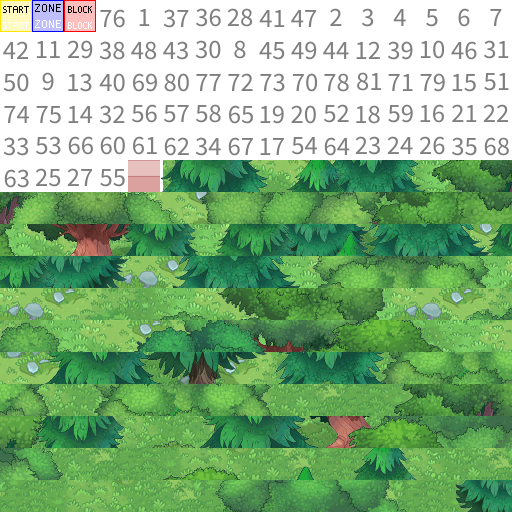 START ZONE BLOCK 76 1 37 36 28 41 47 2 3 4 5 6 7
START ZONE BLOCK
42 11 29 38 48 43 30 8 45 49 44 12 39 10 46 31
50 9 13 40 69 80 77 72 73 70 78 81 71 79 15 51
74 75 14 32 56 57 58 65 19 20 52 18 59 16 21 22
33 53 66 60 61 62 34 67 17 54 64 23 24 26 35 68
63 25 27 55